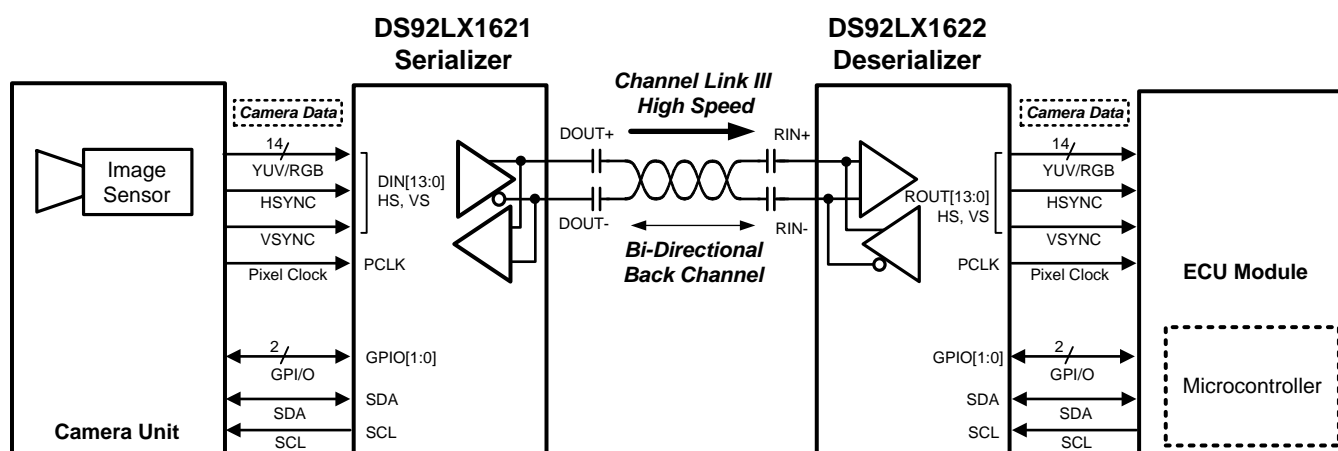 DS92LX1621
Serializer
DS92LX1622
Deserializer
Channel Link III
High Speed
Camera Data
Image
Sensor
14
YUV/RGB
HSYNC
VSYNC
Pixel Clock
2
GPI/O
SDA
SCL
Camera Unit
DIN[13:0]
HS, VS
PCLK
GPIO[1:0]
SDA
SCL
DOUT+
DOUT-
RIN+
RIN-
Bi-Directional
Back Channel
ROUT[13:0]
HS, VS
PCLK
GPIO[1:0]
SDA
SCL
Camera Data
14
YUV/RGB
HSYNC
VSYNC
Pixel Clock
2
GPI/O
SDA
SCL
ECU Module
Microcontroller